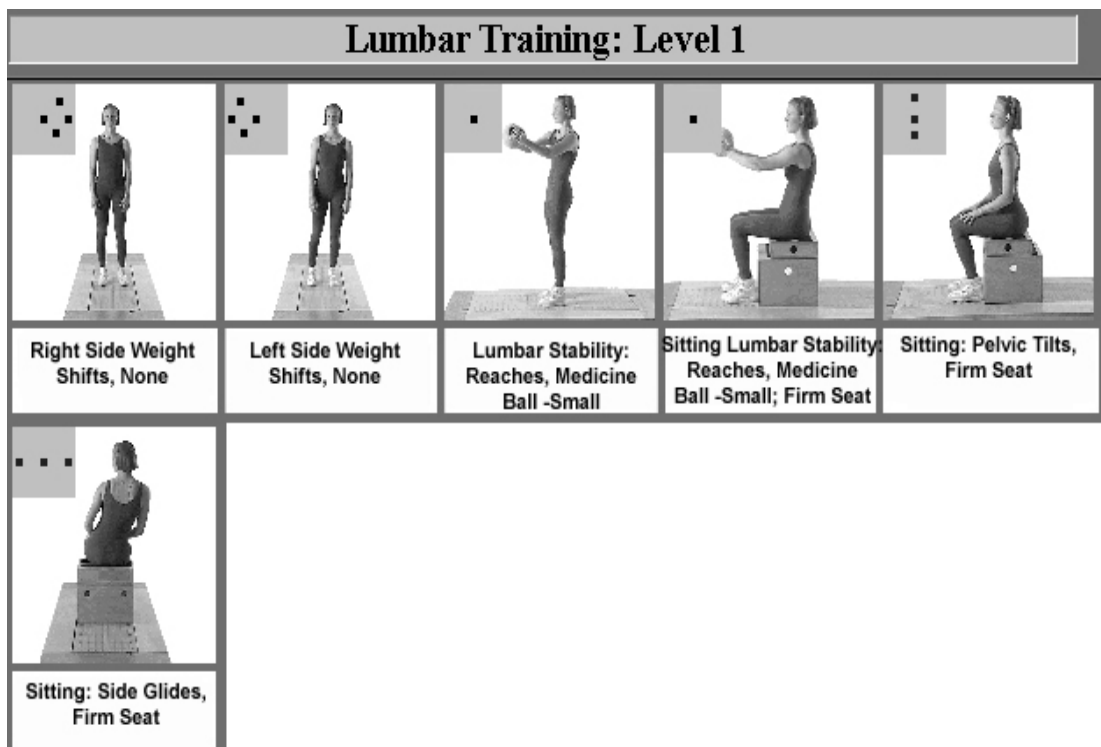 Lumbar Training: Level 1
Right Side Weight
Shifts, None
Left Side Weight
Shifts, None
Lumbar Stability:
Reaches, Medicine
Ball -Small
Sitting Lumbar Stability:
Reaches, Medicine
Ball -Small; Firm Seat
Sitting: Pelvic Tilts,
Firm Seat
Sitting: Side Glides,
Firm Seat